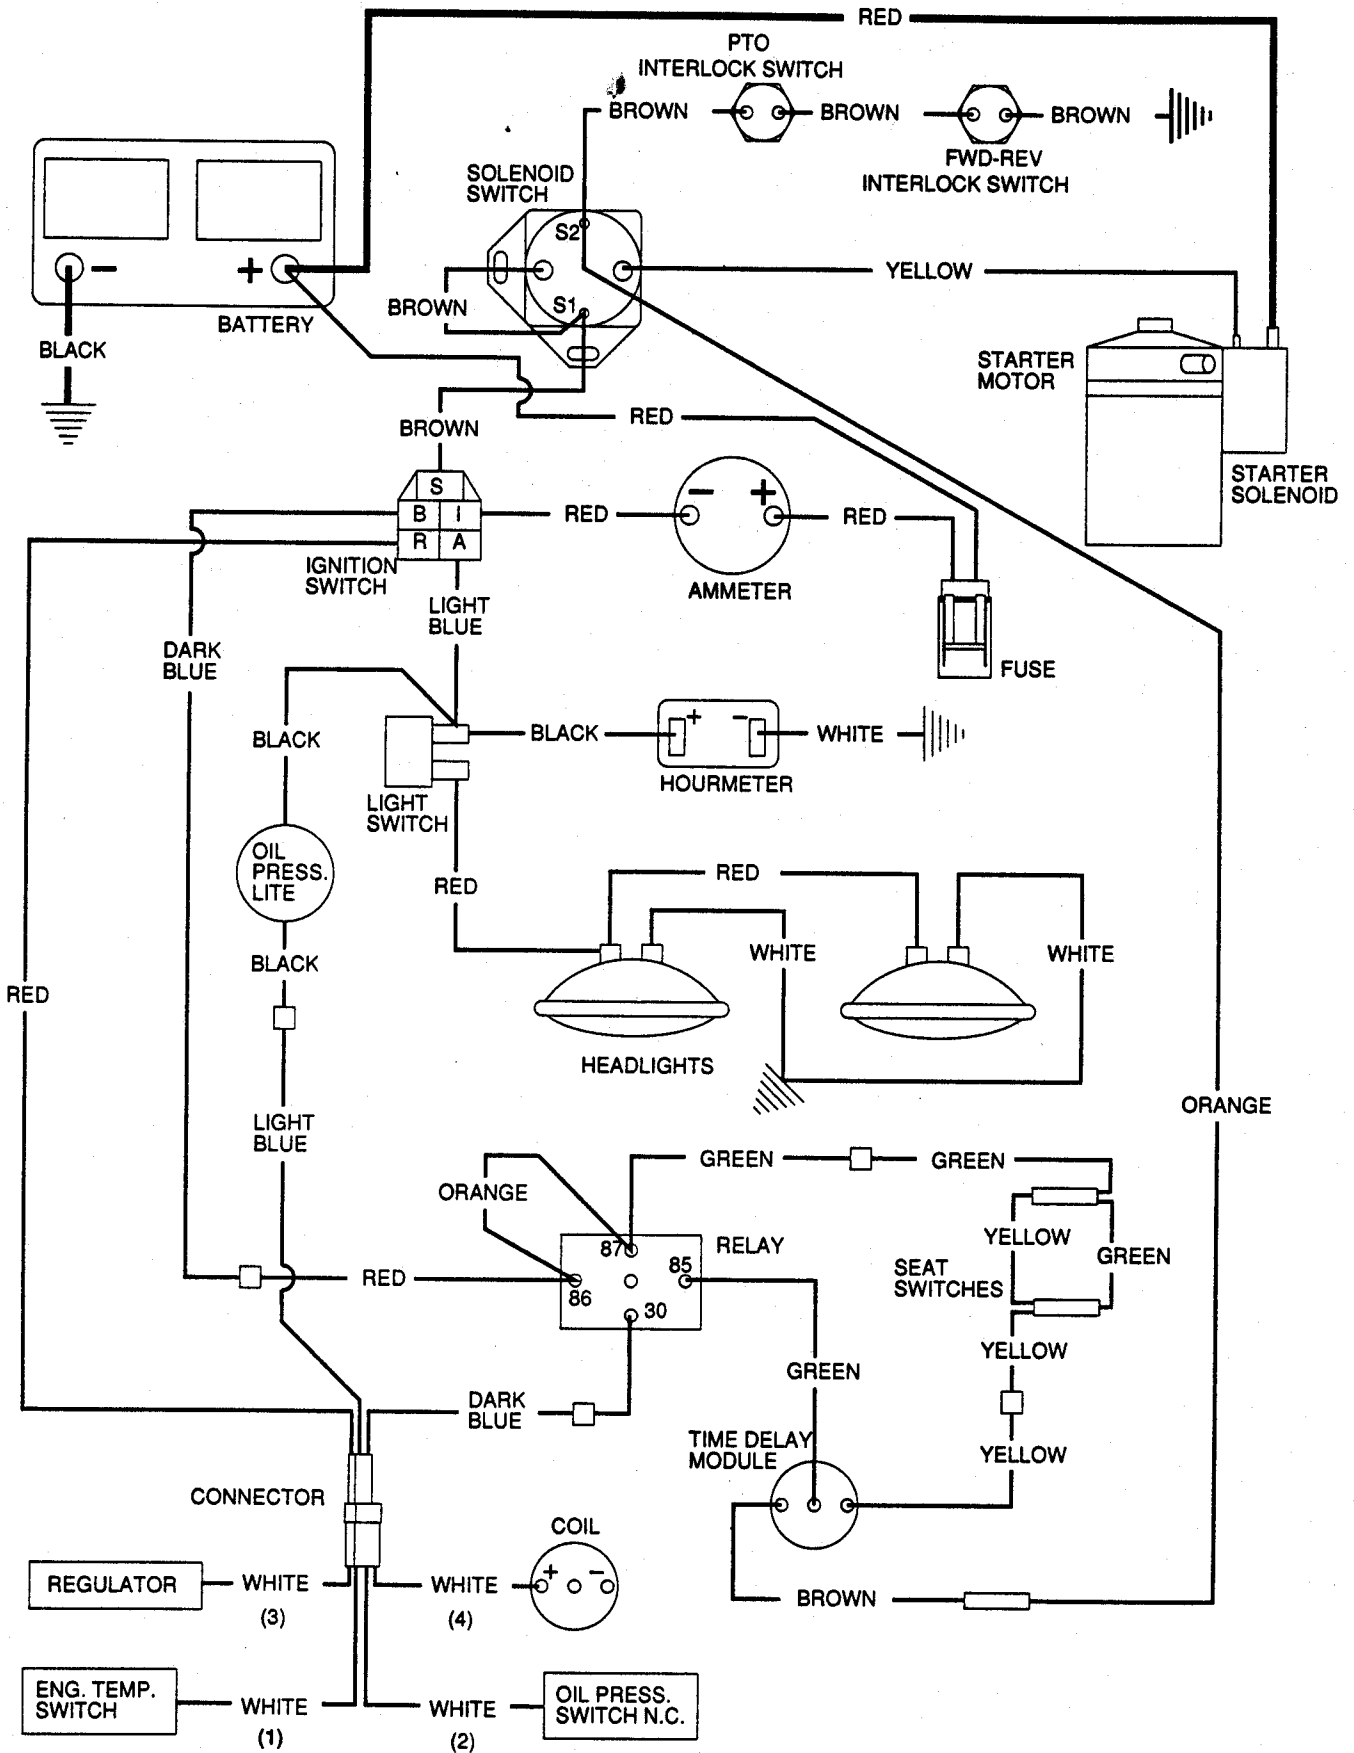 RED
PTO
INTERLOCK SWITCH
BROWN
BROWN
BROWN
FWD-REV
INTERLOCK SWITCH
SOLENOID
SWITCH
S2
S1
- +
BATTERY
BLACK
BROWN
YELLOW
STARTER
MOTOR
STARTER
SOLENOID
RED
BROWN
S
B I
R A
IGNITION
SWITCH
RED
- +
AMMETER
RED
FUSE
LIGHT
BLUE
DARK
BLUE
BLACK
BLACK
+ -
HOURMETER
WHITE
LIGHT
SWITCH
OIL
PRESS.
LITE
RED
RED
WHITE
WHITE
HEADLIGHTS
BLACK
RED
LIGHT
BLUE
ORANGE
GREEN
GREEN
ORANGE
YELLOW
GREEN
SEAT
SWITCHES
RELAY
87
85
86
30
RED
YELLOW
GREEN
DARK
BLUE
TIME DELAY
MODULE
YELLOW
CONNECTOR
COIL
+ -
REGULATOR
WHITE
(3)
WHITE
(4)
BROWN
ENG. TEMP.
SWITCH
WHITE
(1)
WHITE
(2)
OIL PRESS.
SWITCH N.C.